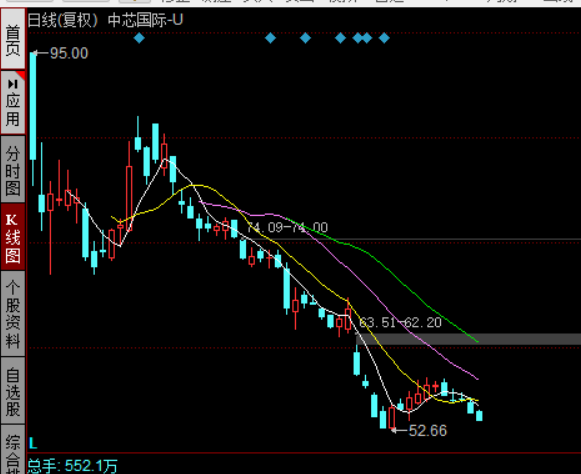 日线(复权) 中芯国际-U
首页
95.00
应用
分时图
K线图
74.09-74.00
个股资料
63.51-62.20
自选股
52.66
综合排
L
总手: 552.1万